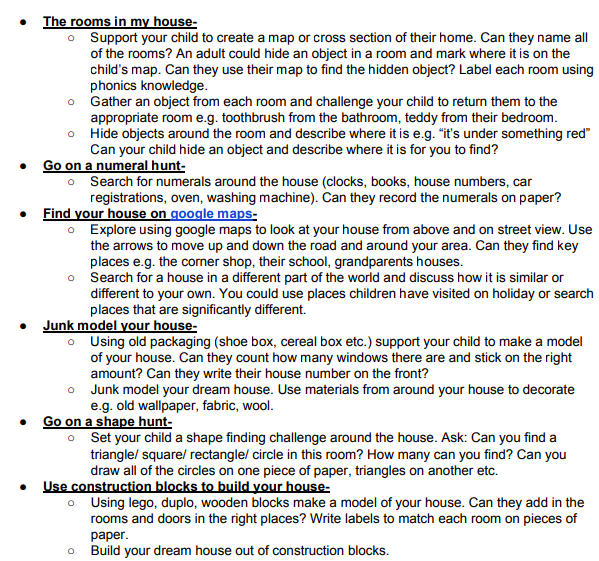 ● The rooms in my house-
○ Support your child to create a map or cross section of their home. Can they name all
of the rooms? An adult could hide an object in a room and mark where it is on the
child's map. Can they use their map to find the hidden object? Label each room using
phonics knowledge.
○ Gather an object from each room and challenge your child to return them to the
appropriate room e.g. toothbrush from the bathroom, teddy from their bedroom.
○ Hide objects around the room and describe where it is e.g. “it's under something red”
Can your child hide an object and describe where it is for you to find?
● Go on a numeral hunt-
○ Search for numerals around the house (clocks, books, house numbers, car
registrations, oven, washing machine). Can they record the numerals on paper?
● Find your house on google maps-
○ Explore using google maps to look at your house from above and on street view. Use
the arrows to move up and down the road and around your area. Can they find key
places e.g. the corner shop, their school, grandparents houses.
○ Search for a house in a different part of the world and discuss how it is similar or
different to your own. You could use places children have visited on holiday or search
places that are significantly different.
● Junk model your house-
○ Using old packaging (shoe box, cereal box etc.) support your child to make a model
of your house. Can they count how many windows there are and stick on the right
amount? Can they write their house number on the front?
○ Junk model your dream house. Use materials from around your house to decorate
e.g. old wallpaper, fabric, wool.
● Go on a shape hunt-
○ Set your child a shape finding challenge around the house. Ask: Can you find a
triangle/ square/ rectangle/ circle in this room? How many can you find? Can you
draw all of the circles on one piece of paper, triangles on another etc.
● Use construction blocks to build your house-
○ Using lego, duplo, wooden blocks make a model of your house. Can they add in the
rooms and doors in the right places? Write labels to match each room on pieces of
paper.
○ Build your dream house out of construction blocks.